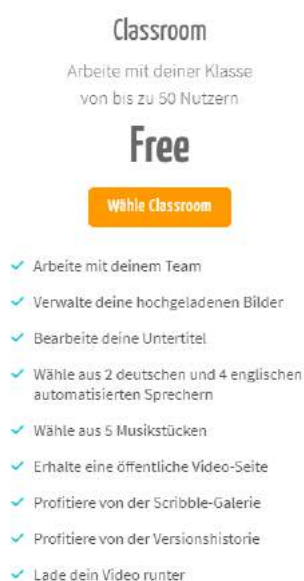 Classroom
Arbeite mit deiner Klasse
von bis zu 50 Nutzern
Free
Wähle Classroom
Arbeite mit deinem Team
Verwalte deine hochgeladenen Bilder
Bearbeite deine Untertitel
Wähle aus 2 deutschen und 4 englischen
automatisierten Sprechern
Wähle aus 5 Musikstücken
Erhalte eine öffentliche Video-Seite
Profitiere von der Scribble-Galerie
Profitiere von der Versionshistorie
Lade dein Video runter